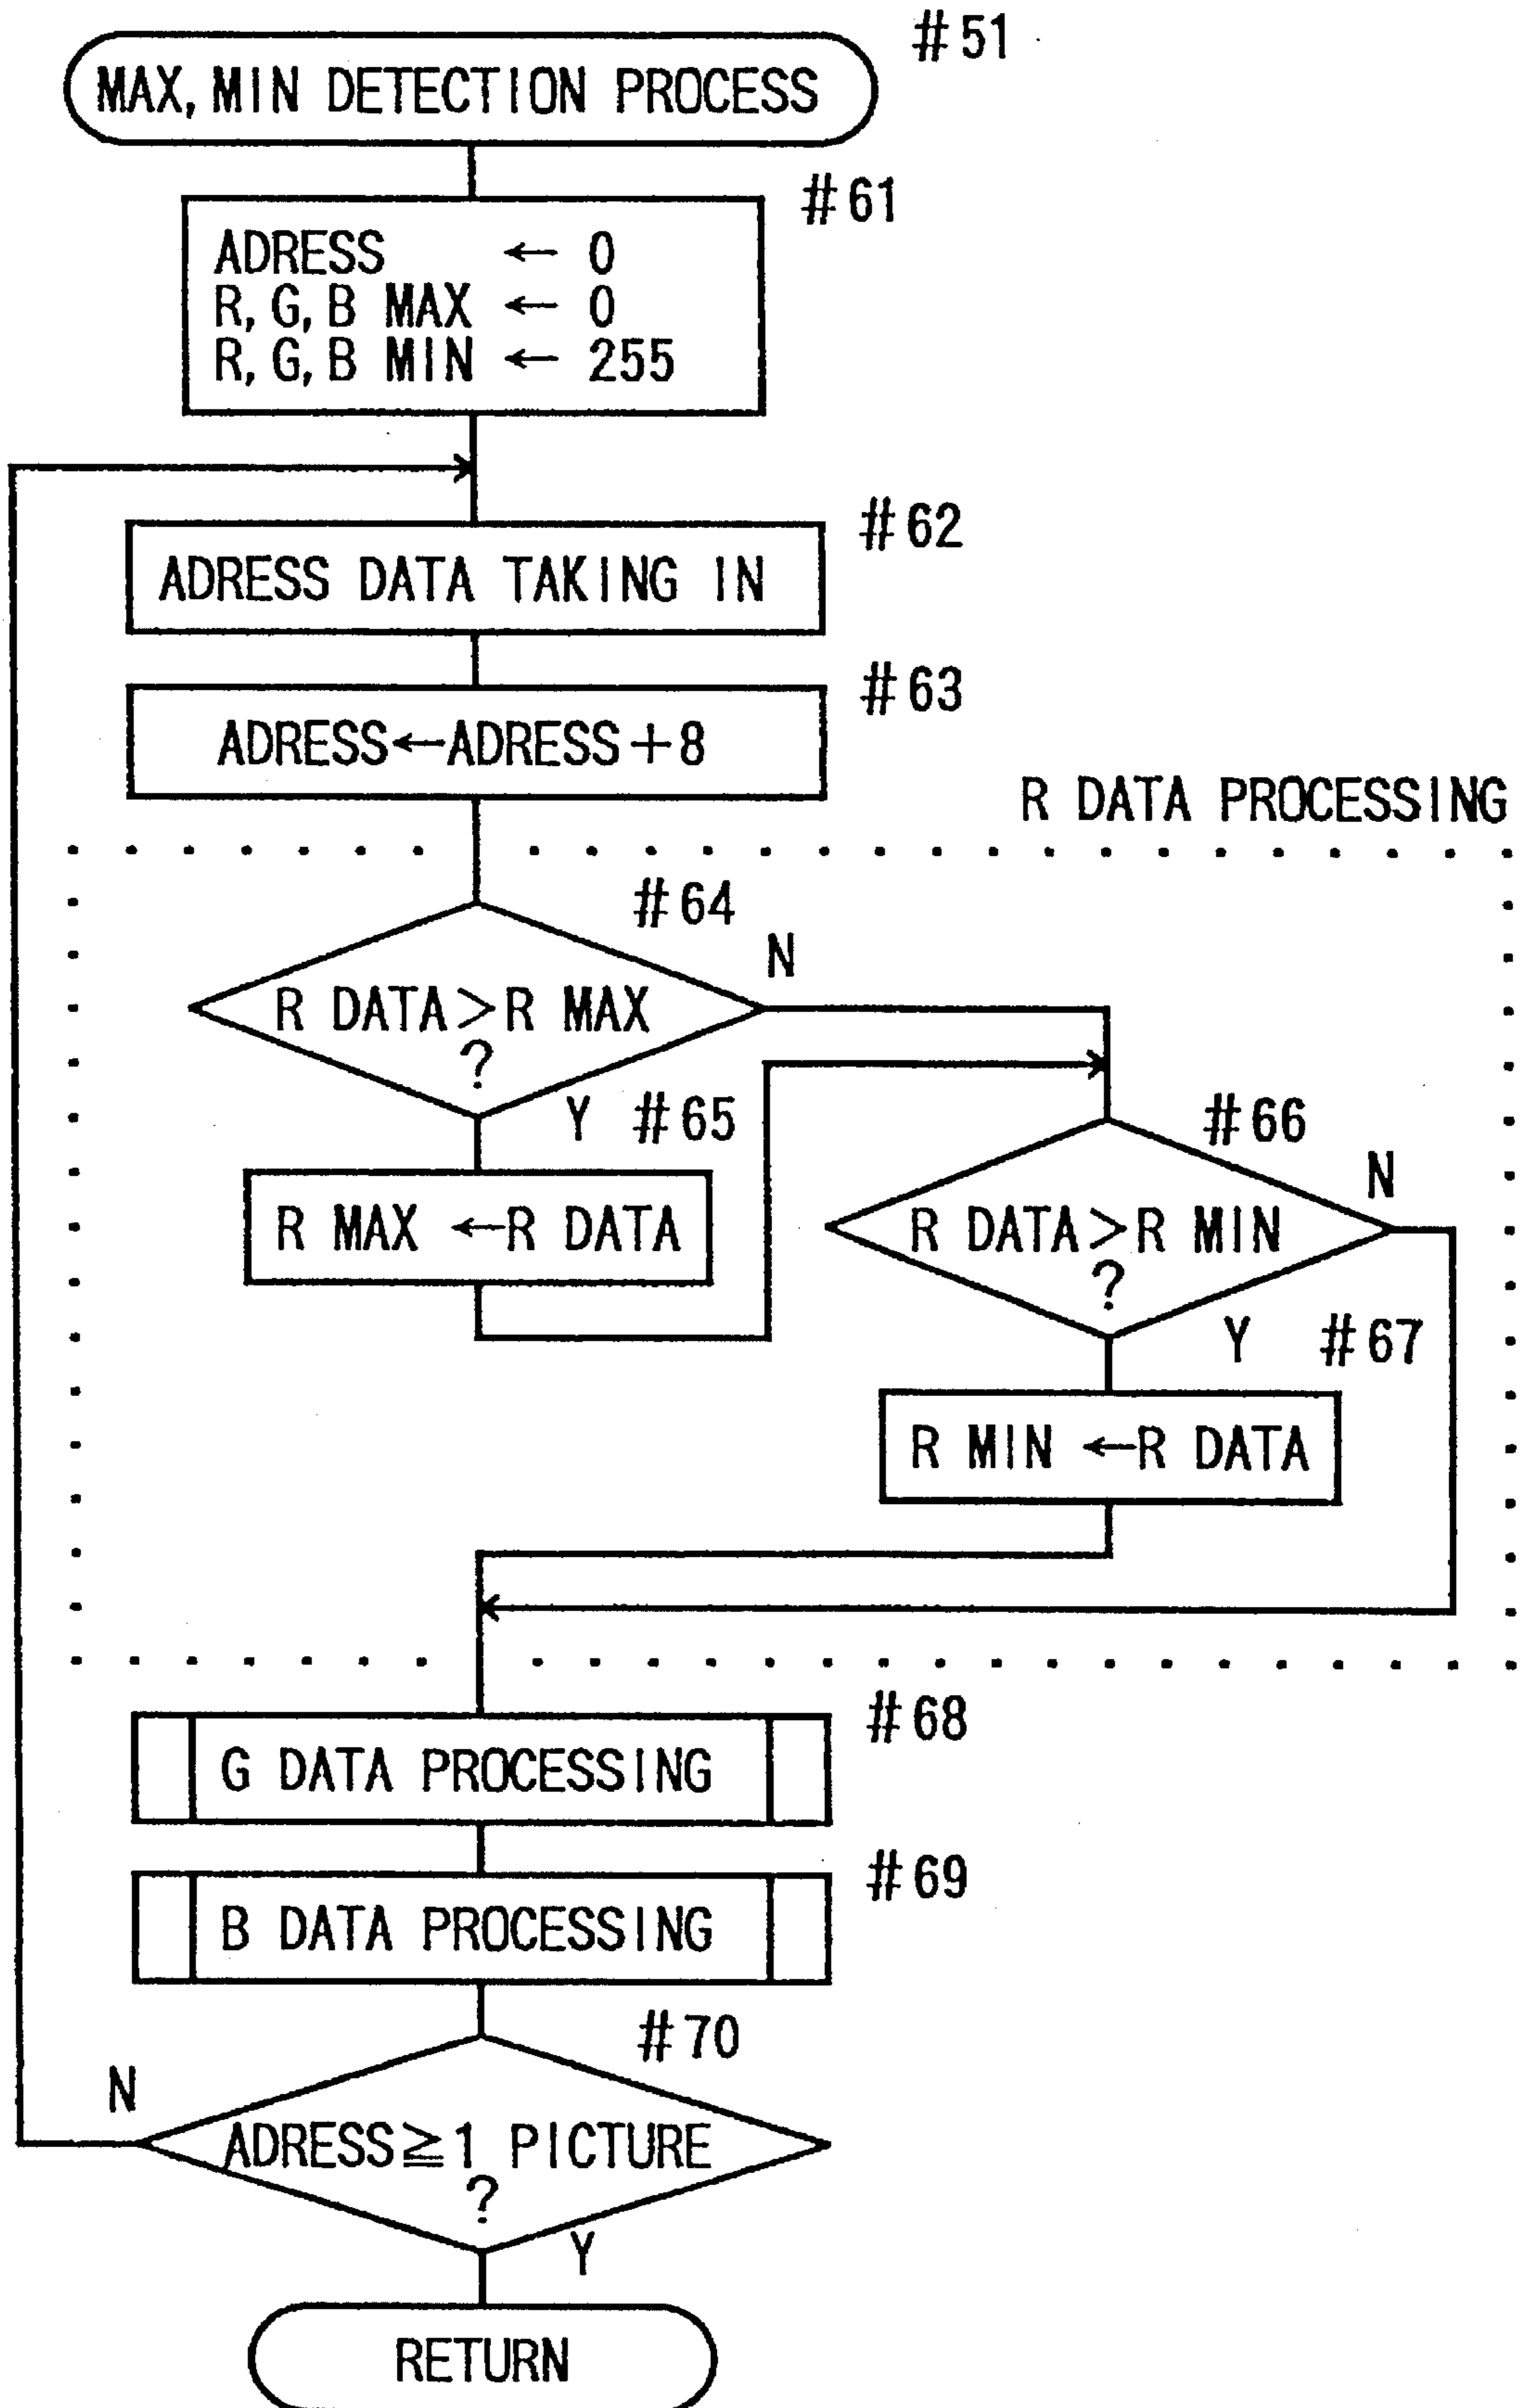 #51
MAX, MIN DETECTION PROCESS
#61
ADRESS ← 0
R, G, B MAX ← 0
R, G, B MIN ← 255
#62
ADRESS DATA TAKING IN
#63
ADRESS←ADRESS+8
R DATA PROCESSING
#64
N
R DATA>R MAX
?
Y #65
R MAX ←R DATA
#66
N
R DATA>R MIN
?
Y #67
R MIN ←R DATA
#68
G DATA PROCESSING
#69
B DATA PROCESSING
#70
N
ADRESS≧1 PICTURE
?
Y
RETURN